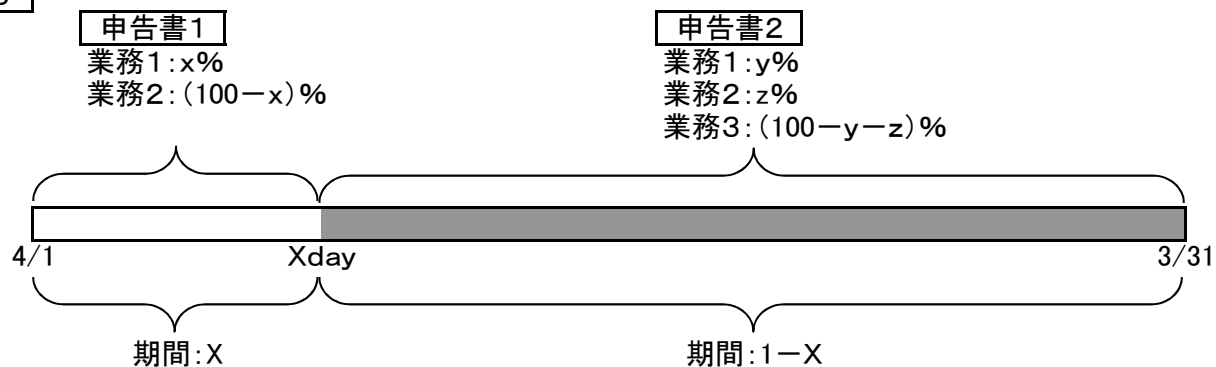 申告書1
業務1:x%
業務2:(100-x)%
申告書2
業務1:y%
業務2:z%
業務3:(100-y-z)%
4/1
Xday
3/31
期間:X
期間:1-X